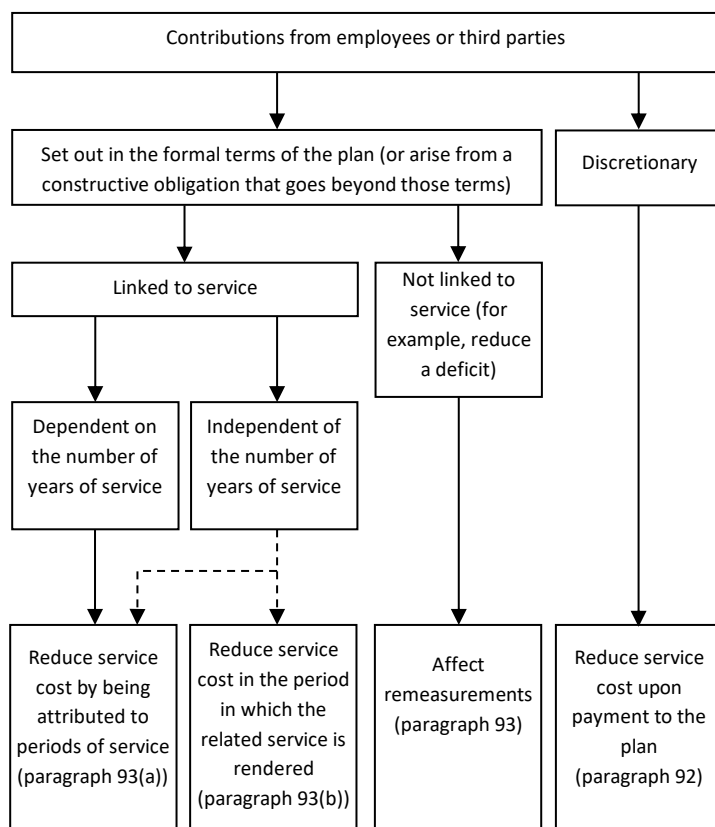 Contributions from employees or third parties
Set out in the formal terms of the plan (or arise from a
constructive obligation that goes beyond those terms)
Discretionary
Linked to service
Not linked to
service (for
example, reduce
a deficit)
Dependent on
the number of
years of service
Independent of
the number of
years of service
Reduce service
cost by being
attributed to
periods of service
(paragraph 93(a))
Reduce service
cost in the period
in which the
related service is
rendered
(paragraph 93(b))
Affect
remeasurements
(paragraph 93)
Reduce service
cost upon
payment to the
plan
(paragraph 92)